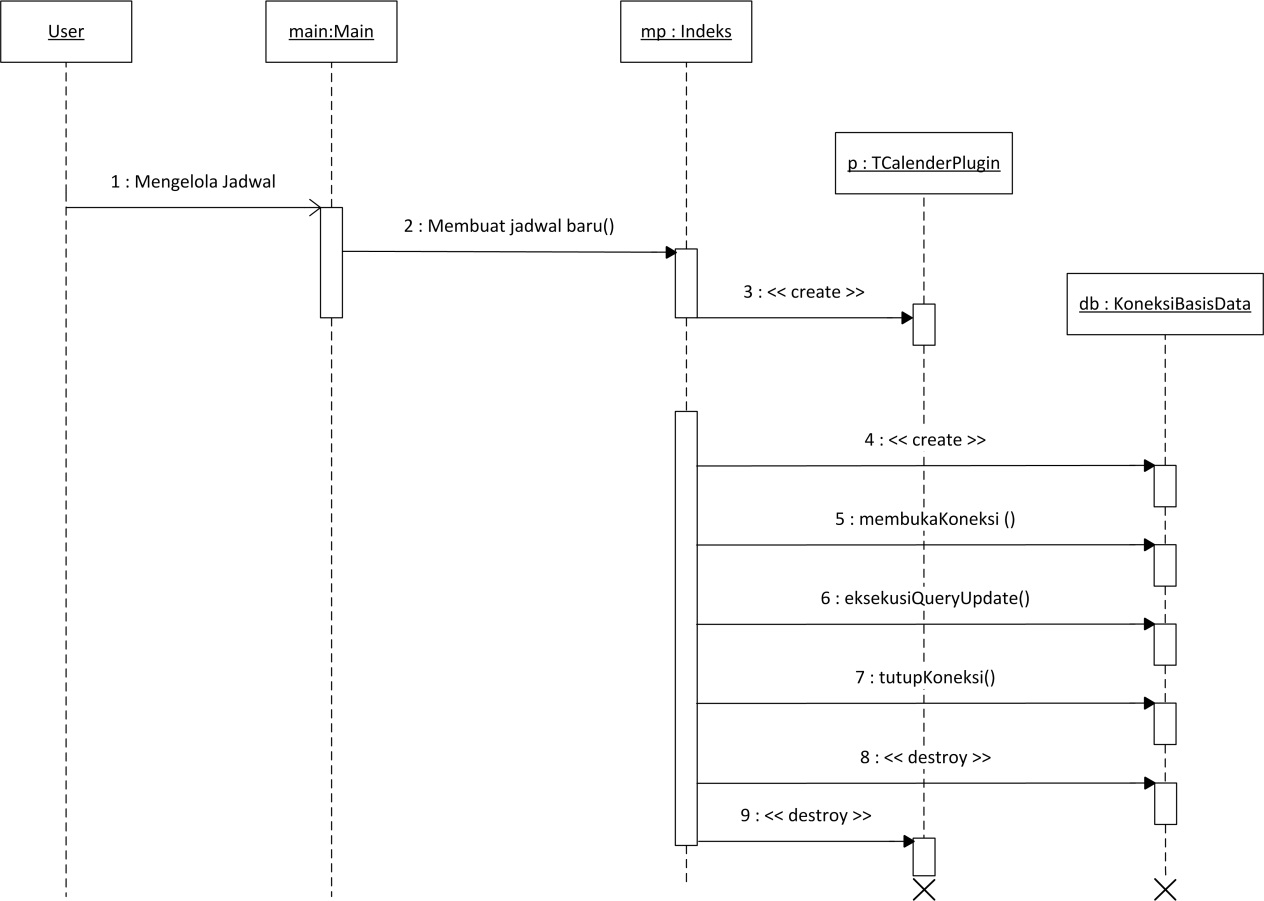 User
main:Main
mp : Indeks
p : TCalenderPlugin
1 : Mengelola Jadwal
2 : Membuat jadwal baru()
3 : << create >>
db : KoneksiBasisData
4 : << create >>
5 : membukaKoneksi ()
6 : eksekusiQueryUpdate()
7 : tutupKoneksi()
8 : << destroy >>
9 : << destroy >>